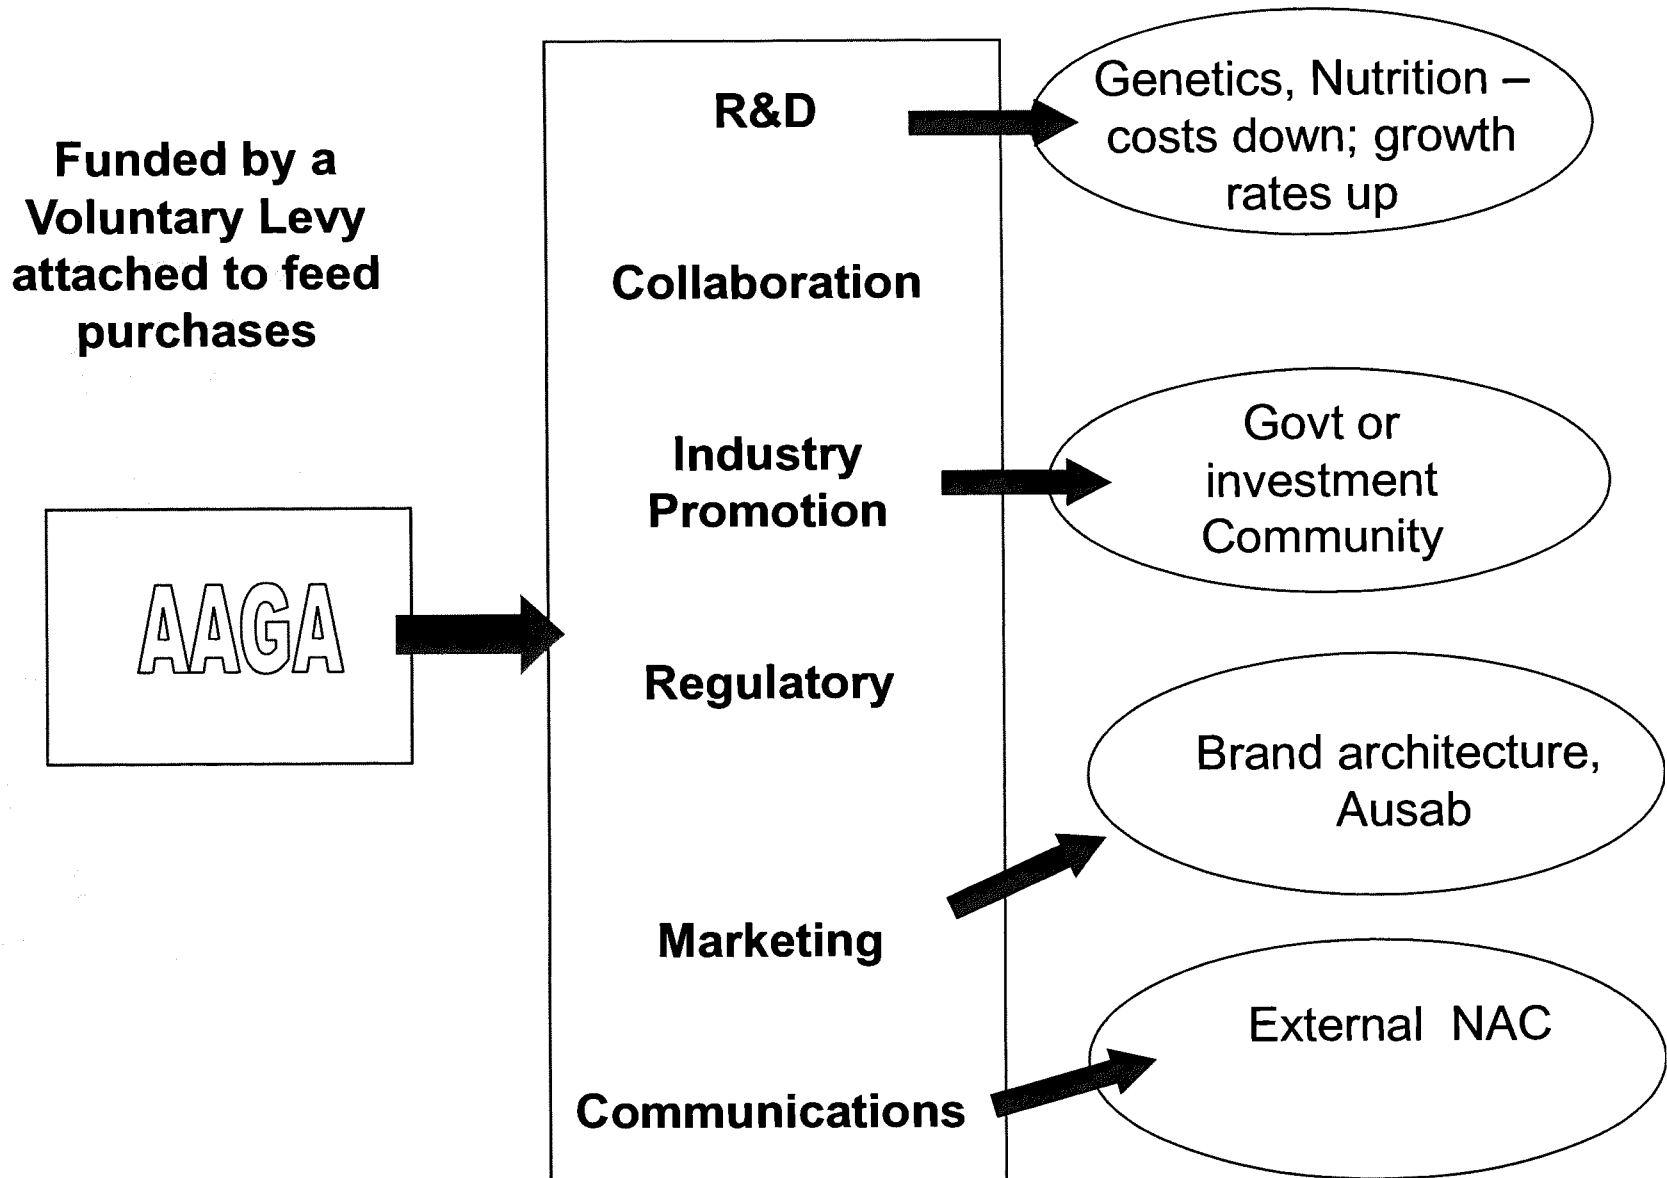 Funded by a
Voluntary Levy
attached to feed
purchases
AAGA
R&D
Collaboration
Industry
Promotion
Regulatory
Marketing
Communications
Genetics, Nutrition –
costs down; growth
rates up
Govt or
investment
Community
Brand architecture,
Ausab
External NAC